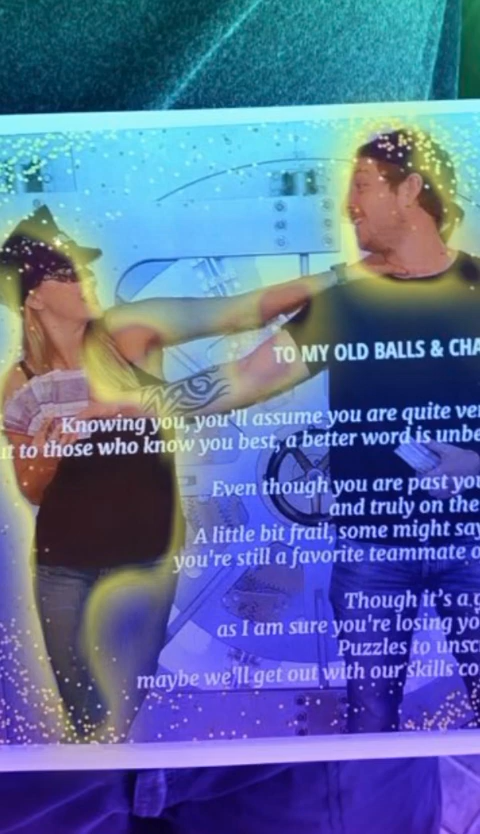 TO MY OLD BALLS & CHA
Knowing you, you'll assume you are quite ver
ut to those who know you best, a better word is unbe
Even though you are past you
and truly on the
A little bit frail, some might say
you're still a favorite teammate o
Though it's a g
as I am sure you're losing yo
Puzzles to unsc
maybe we'll get out with our skills co